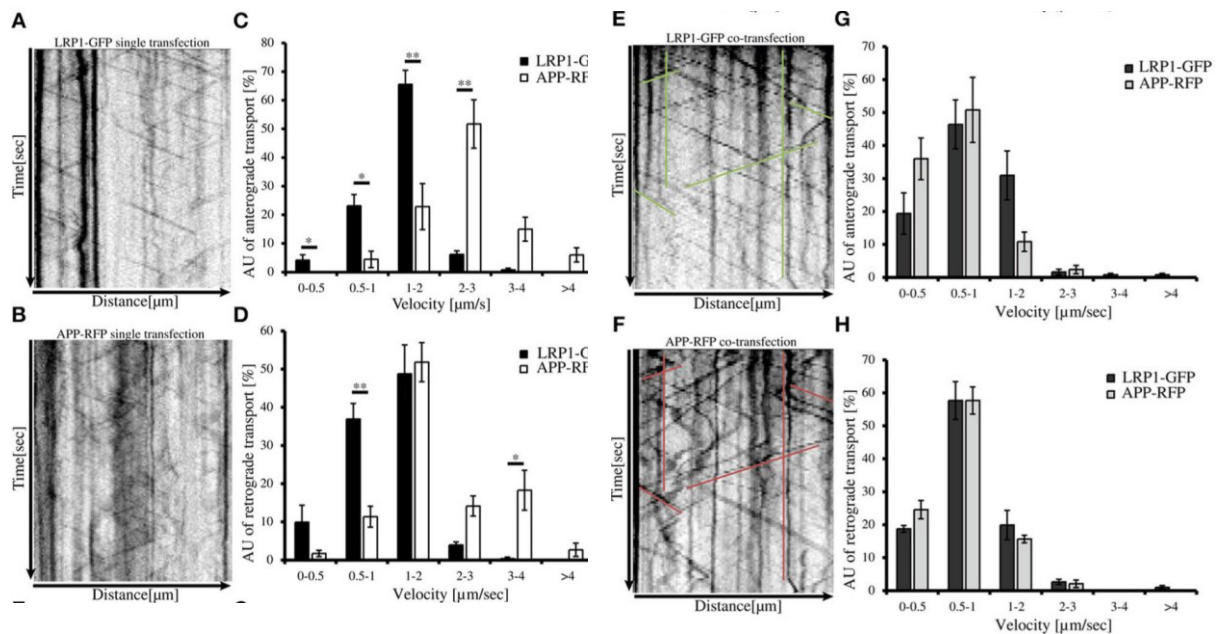 A
LRP1-GFP single transfection
Time[sec]
Distance[µm]
B
APP-RFP single transfection
Time[sec]
Distance[µm]
C
AU of anterograde transport [%]
80
70
60
50
40
30
20
10
0
*
*
**
**
LRP1-G
APP-RF
0-0.5 0.5-1 1-2 2-3 3-4 >4
Velocity [µm/s]
D
AU of retrograde transport [%]
60
50
40
30
20
10
0
**
*
LRP1-G
APP-RF
0-0.5 0.5-1 1-2 2-3 3-4 >4
Velocity [µm/sec]
E
LRP1-GFP co-transfection
Time[sec]
Distance[µm]
F
APP-RFP co-transfection
Time[sec]
Distance[µm]
G
AU of anterograde transport [%]
70
60
50
40
30
20
10
0
LRP1-GFP
APP-RFP
0-0.5 0.5-1 1-2 2-3 3-4 >4
Velocity [µm/sec]
H
AU of retrograde transport [%]
70
60
50
40
30
20
10
0
LRP1-GFP
APP-RFP
0-0.5 0.5-1 1-2 2-3 3-4 >4
Velocity [µm/sec]